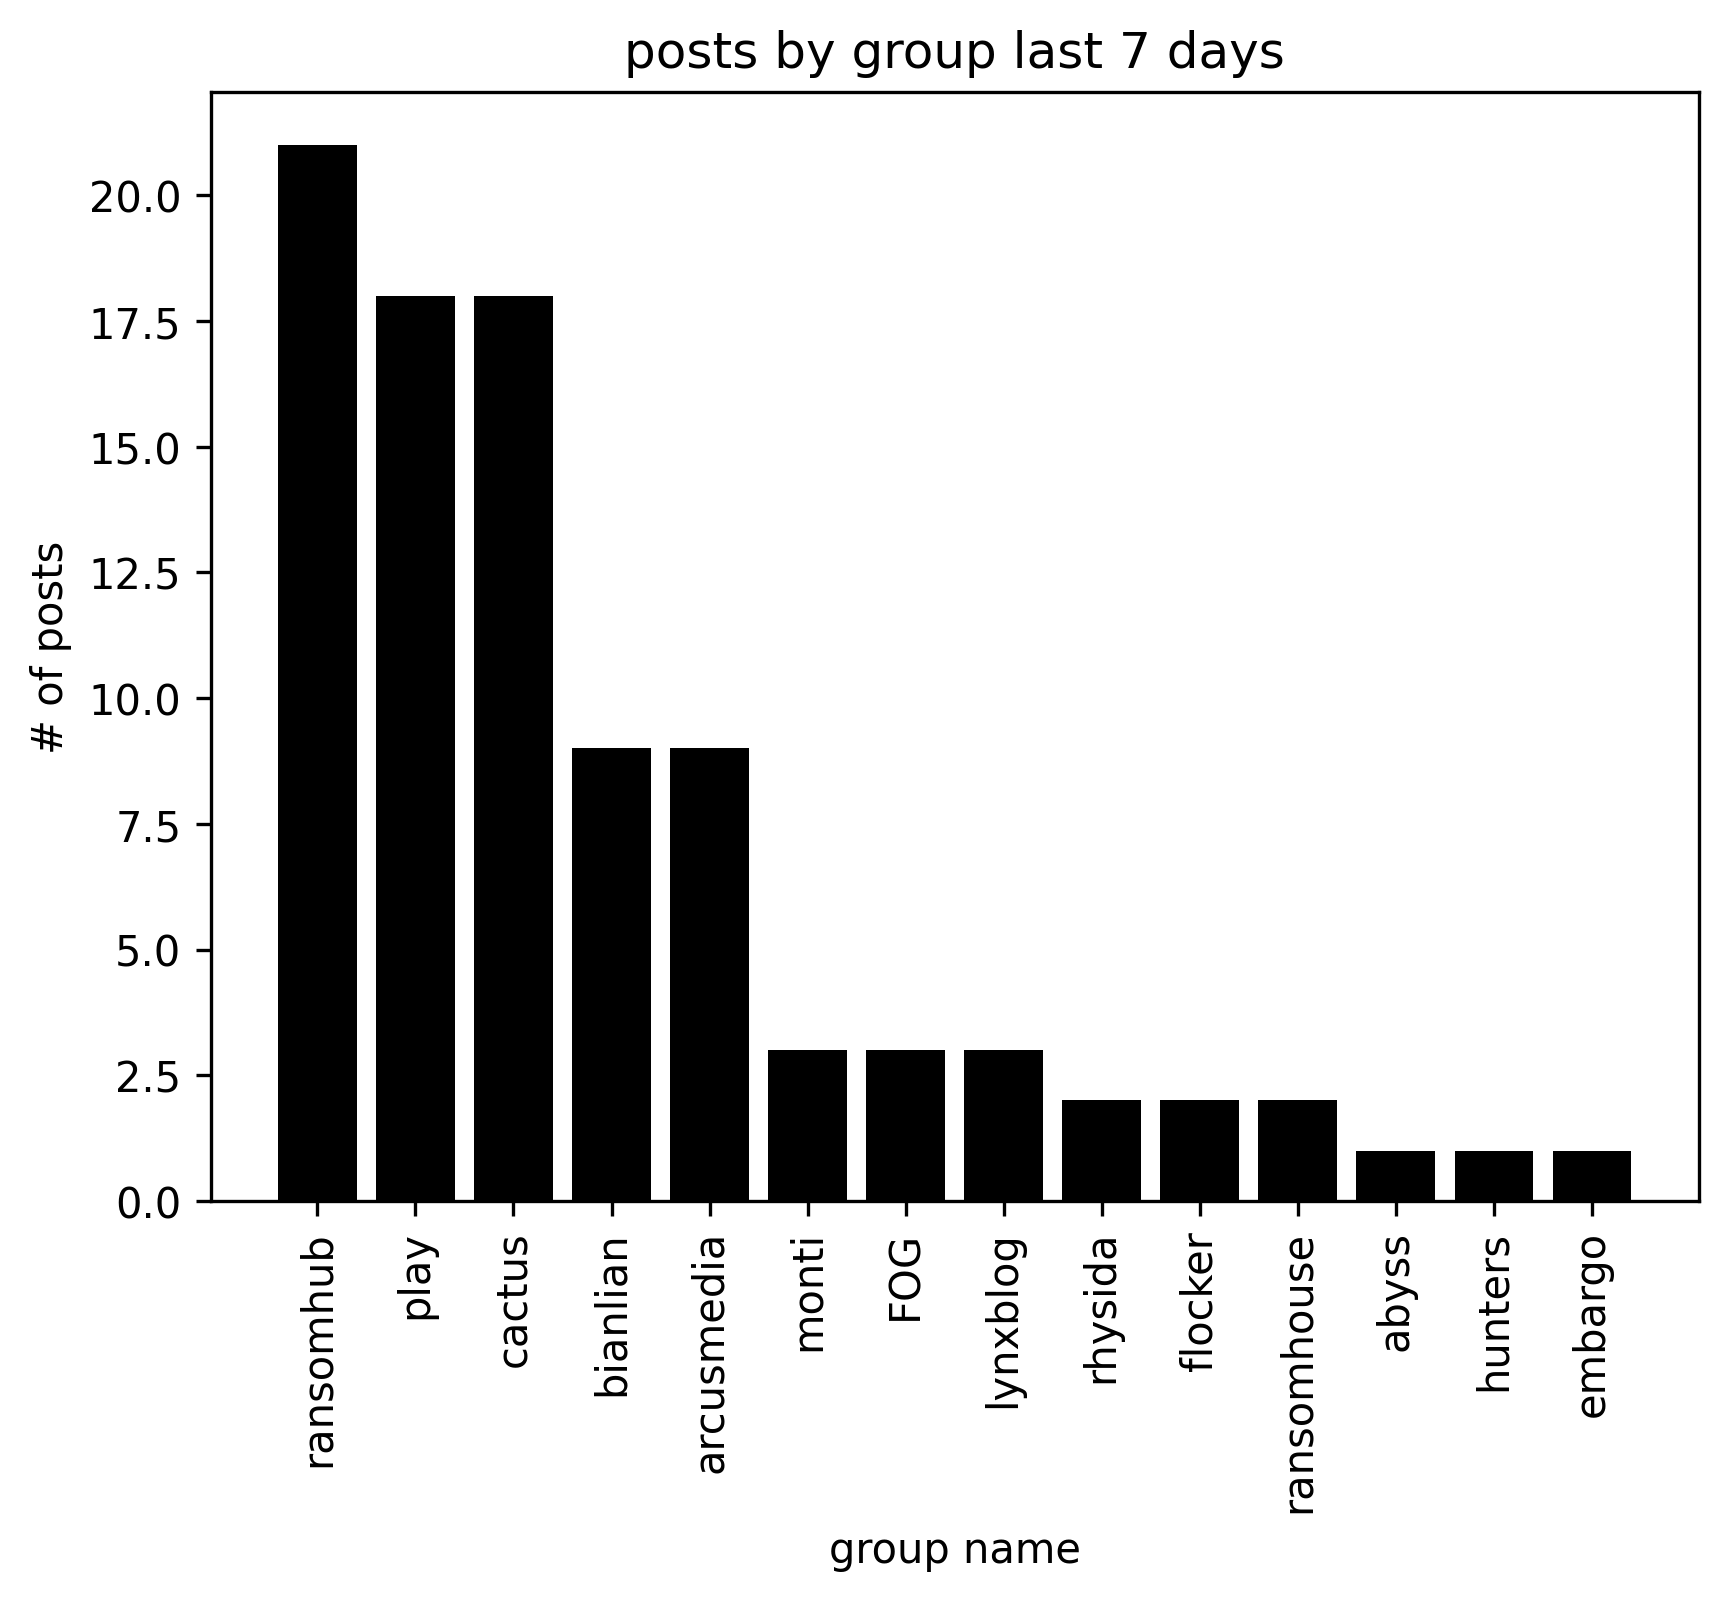 posts by group last 7 days
20.0
17.5
15.0
12.5
10.0
7.5
5.0
2.5
0.0
# of posts
ransomhub
play
cactus
bianlian
arcusmedia
monti
FOG
lynxblog
rhysida
flocker
ransomhouse
abyss
hunters
embargo
group name